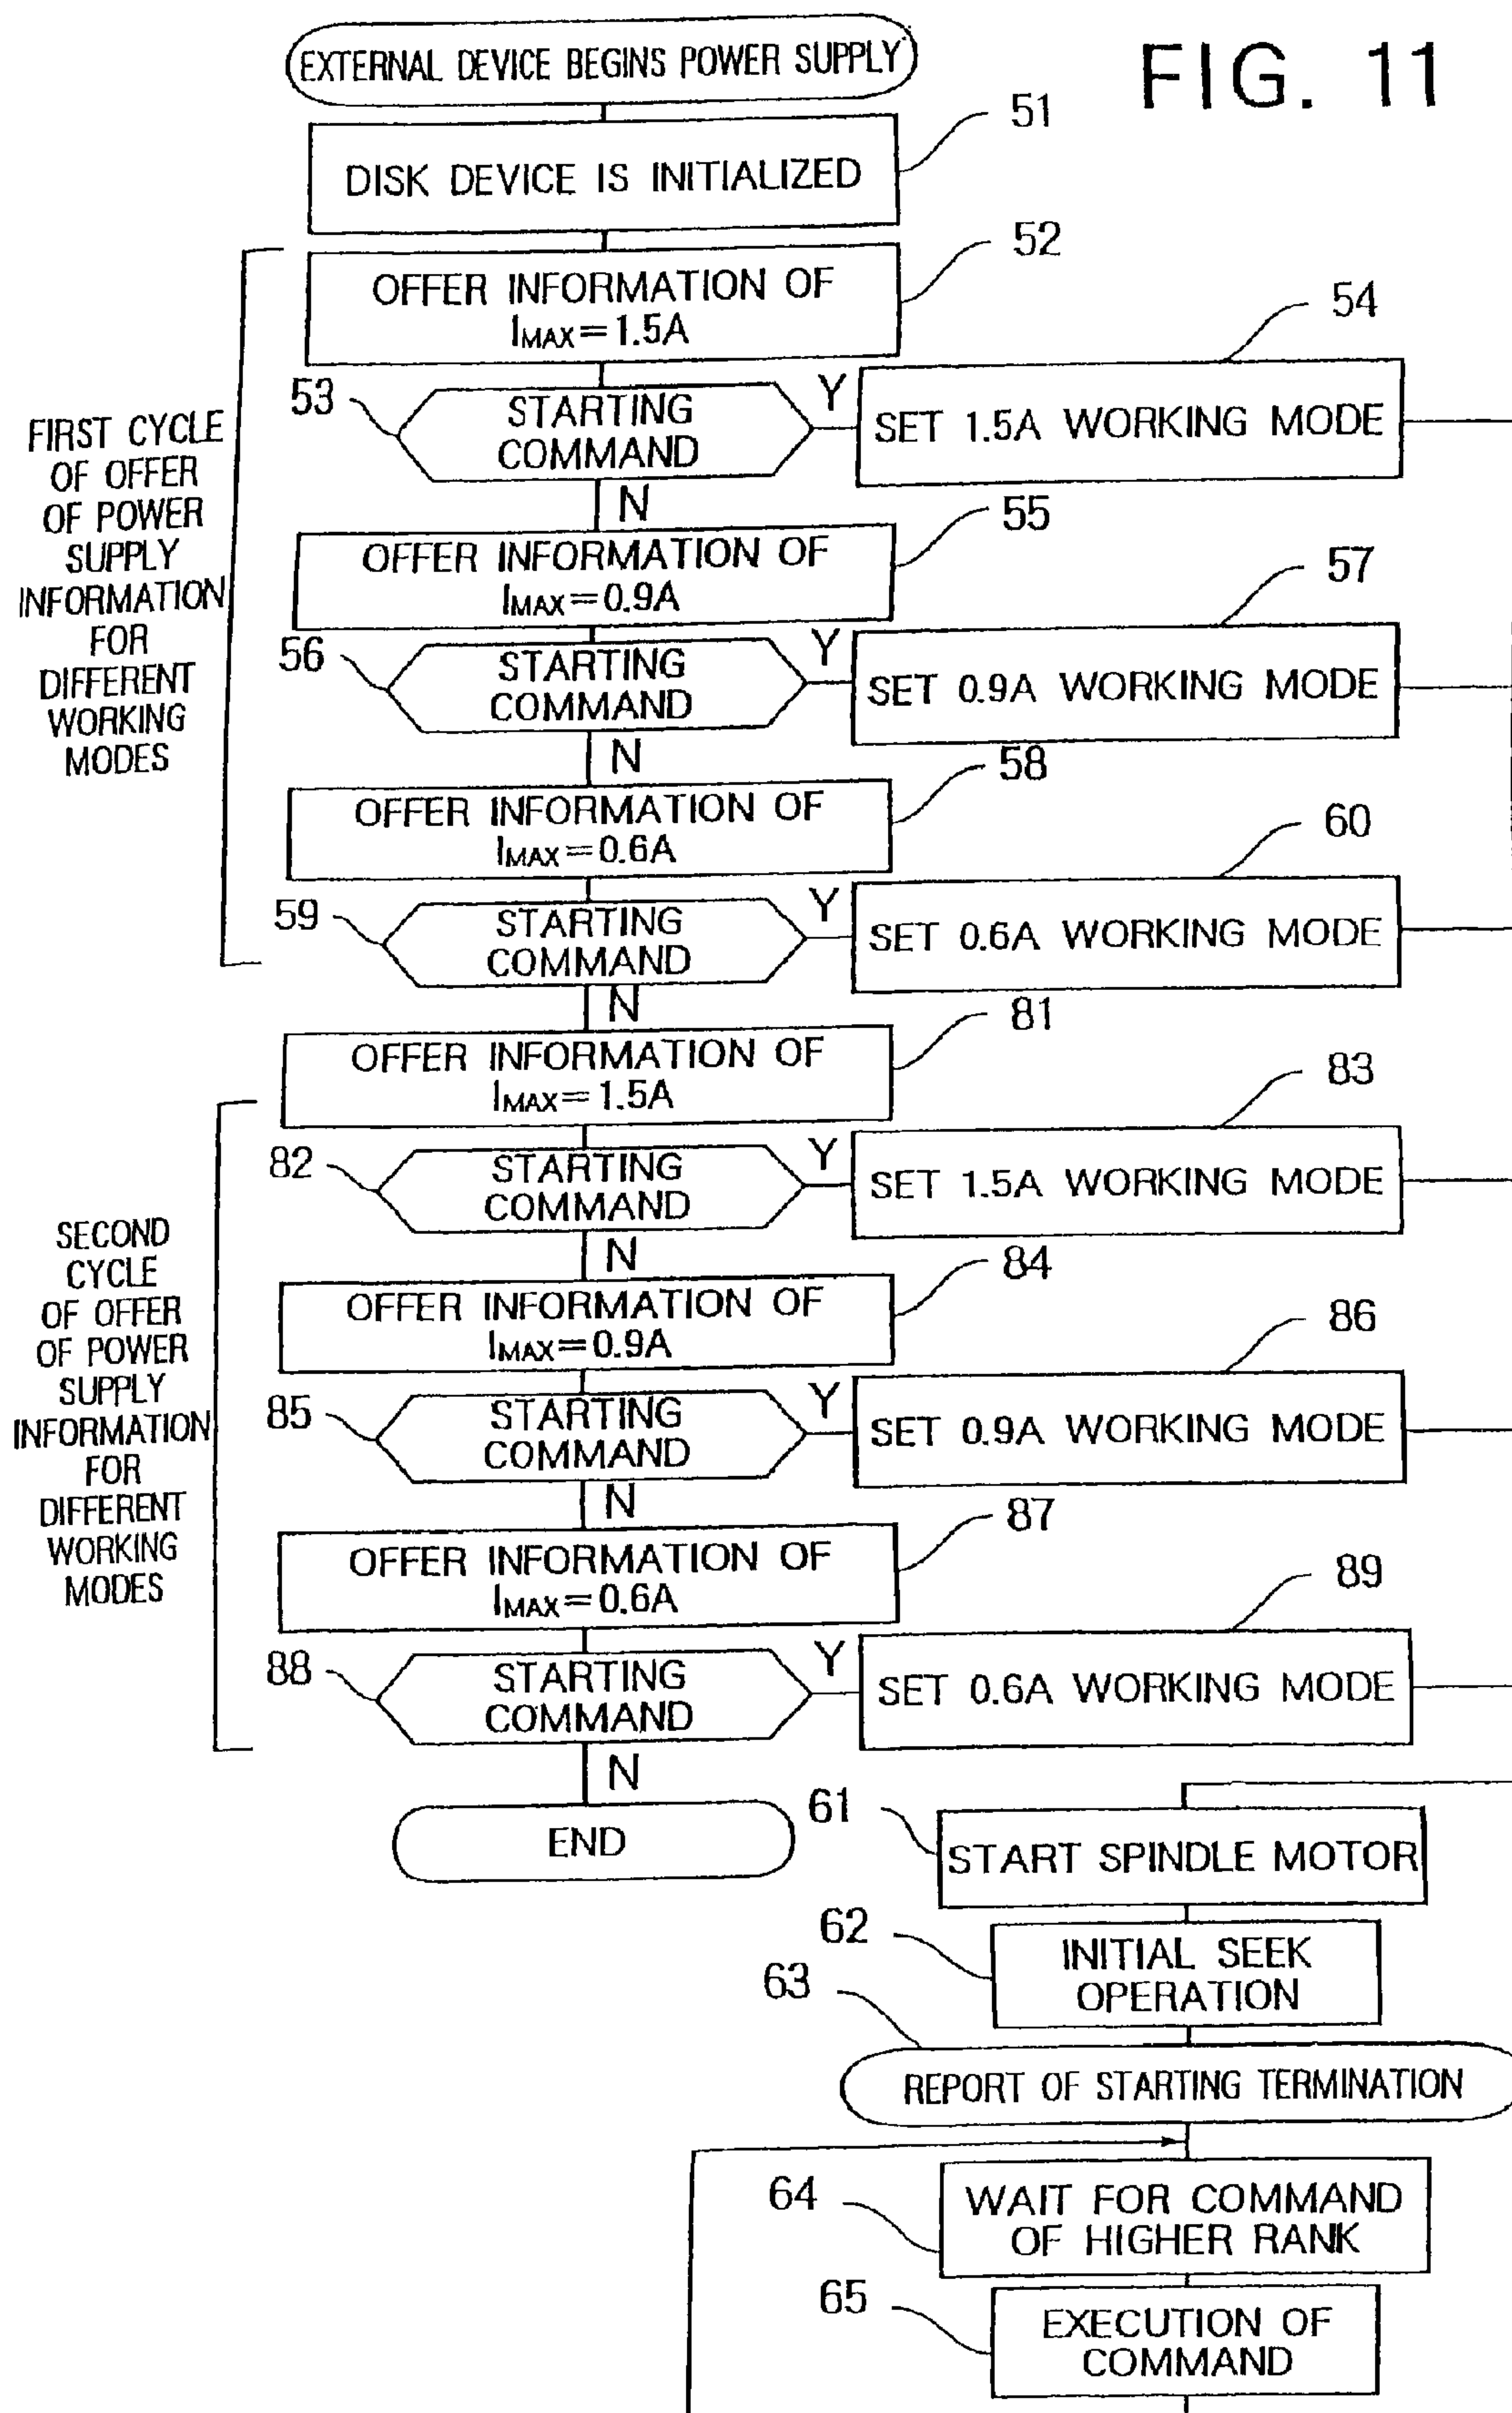 FIG. 11
EXTERNAL DEVICE BEGINS POWER SUPPLY
51
DISK DEVICE IS INITIALIZED
52
OFFER INFORMATION OF
IMAX=1.5A
53
STARTING
COMMAND
Y
54
SET 1.5A WORKING MODE
N
55
OFFER INFORMATION OF
IMAX=0.9A
56
STARTING
COMMAND
Y
57
SET 0.9A WORKING MODE
N
58
OFFER INFORMATION OF
IMAX=0.6A
59
STARTING
COMMAND
Y
60
SET 0.6A WORKING MODE
N
FIRST CYCLE
OF OFFER
OF POWER
SUPPLY
INFORMATION
FOR
DIFFERENT
WORKING
MODES
81
OFFER INFORMATION OF
IMAX=1.5A
82
STARTING
COMMAND
Y
83
SET 1.5A WORKING MODE
N
84
OFFER INFORMATION OF
IMAX=0.9A
85
STARTING
COMMAND
Y
86
SET 0.9A WORKING MODE
N
87
OFFER INFORMATION OF
IMAX=0.6A
88
STARTING
COMMAND
Y
89
SET 0.6A WORKING MODE
N
SECOND
CYCLE
OF OFFER
OF POWER
SUPPLY
INFORMATION
FOR
DIFFERENT
WORKING
MODES
END
61
START SPINDLE MOTOR
62
INITIAL SEEK
OPERATION
63
REPORT OF STARTING TERMINATION
64
WAIT FOR COMMAND
OF HIGHER RANK
65
EXECUTION OF
COMMAND